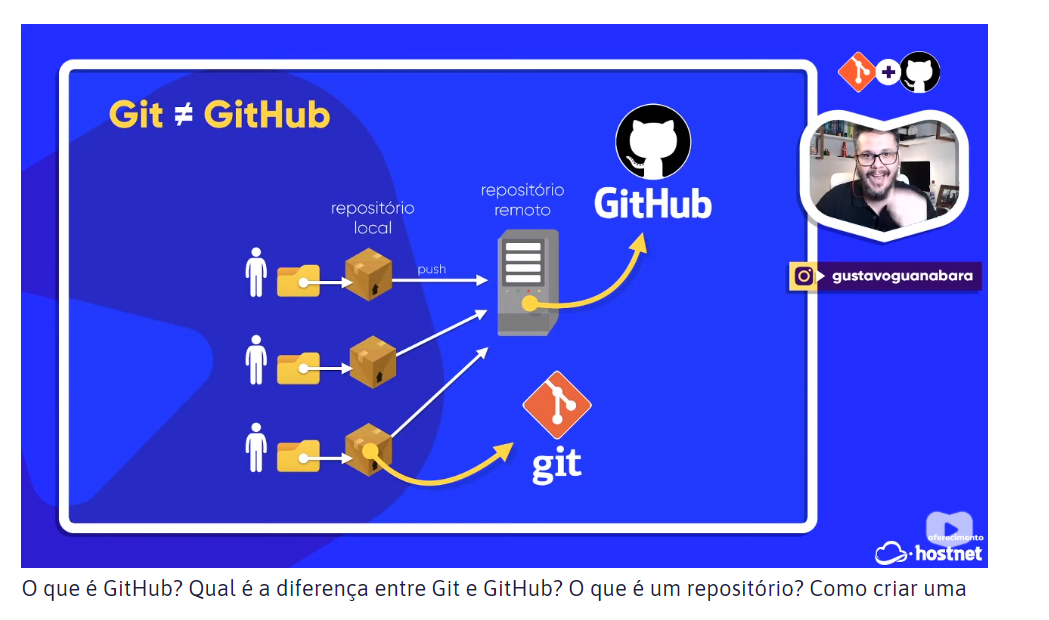 Git ≠ GitHub
repositório
local
push
repositório
remoto
GitHub
git
gustavoguanabara
oferecimento
hostnet
O que é GitHub? Qual é a diferença entre Git e GitHub? O que é um repositório? Como criar uma